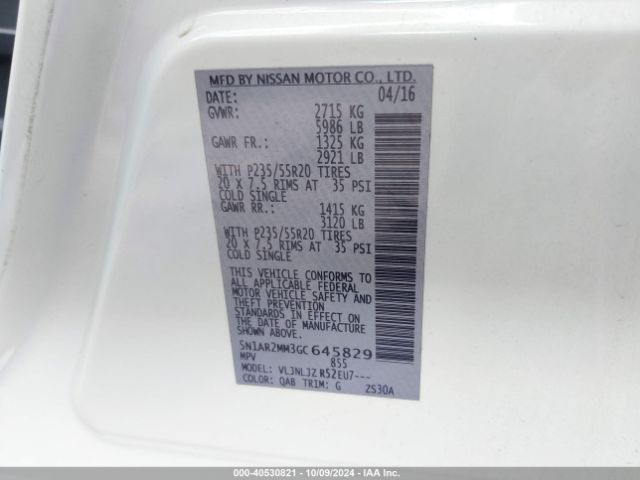 MFD BY NISSAN MOTOR CO., LTD.
DATE: 04/16
GVWR: 2715 KG
5986 LB
GAWR FR.: 1325 KG
2921 LB
WITH P235/55R20 TIRES
20 X 7.5 RIMS AT 35 PSI
COLD SINGLE
GAWR RR.: 1415 KG
3120 LB
WITH P235/55R20 TIRES
20 X 7.5 RIMS AT 35 PSI
COLD SINGLE
THIS VEHICLE CONFORMS TO
ALL APPLICABLE FEDERAL
MOTOR VEHICLE SAFETY AND
THEFT PREVENTION
STANDARDS IN EFFECT ON
THE DATE OF MANUFACTURE
SHOWN ABOVE.
5N1AR2MM3GC645829
MPV 855
MODEL: VLJNLJZ R52EU7---
COLOR: QAB TRIM: G ZS30A
000-40530821 - 10/09/2024 - IAA Inc.